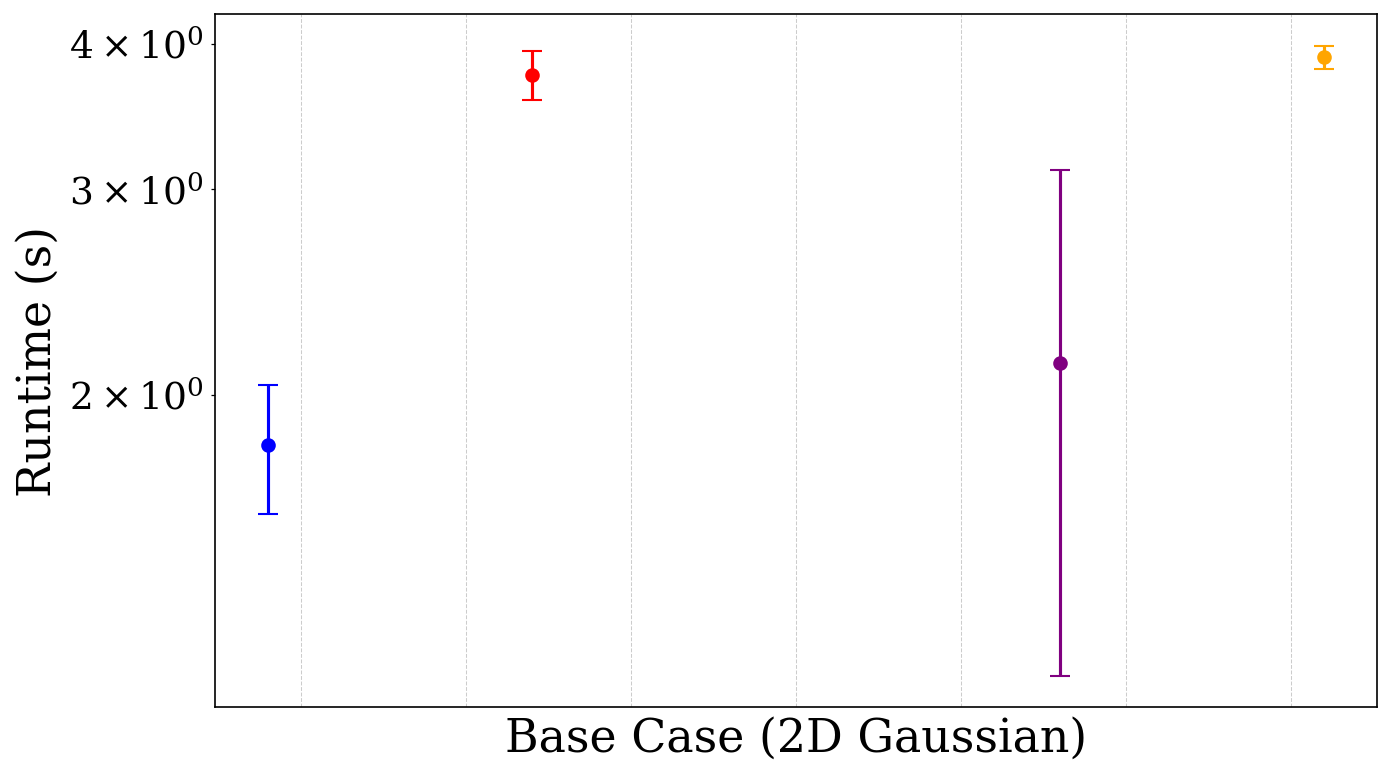 4 × 10⁰
3 × 10⁰
2 × 10⁰
Runtime (s)
Base Case (2D Gaussian)